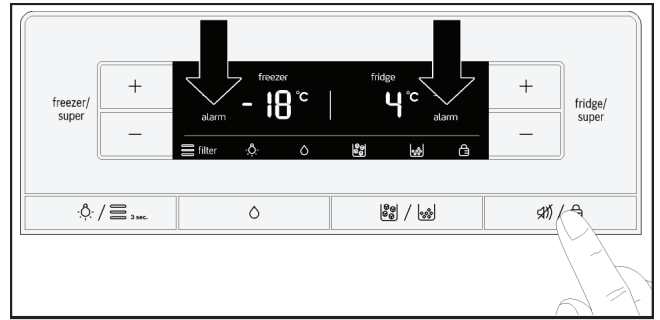 freezer/
super
+
−
freezer
fridge
alarm
- 18 °C
4 °C
alarm
filter
+
−
fridge/
super
/
3 sec.
/
/